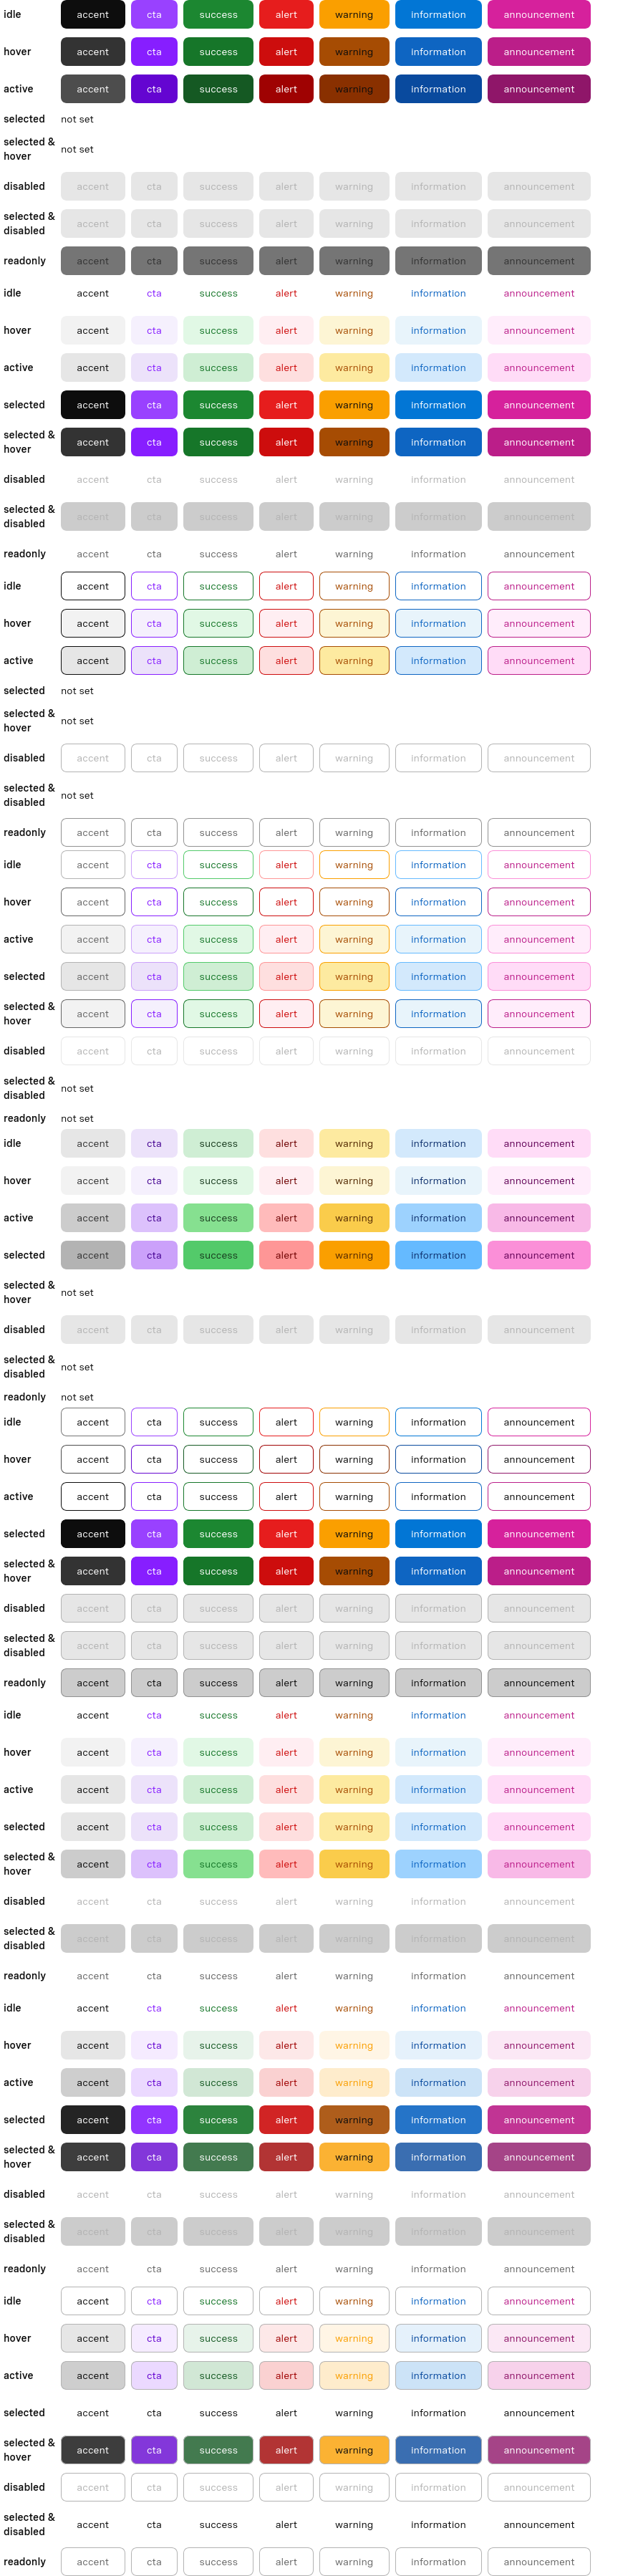 idle accent cta success alert warning information announcement
hover accent cta success alert warning information announcement
active accent cta success alert warning information announcement
selected not set
selected &
hover not set
disabled accent cta success alert warning information announcement
selected &
disabled accent cta success alert warning information announcement
readonly accent cta success alert warning information announcement
idle accent cta success alert warning information announcement
hover accent cta success alert warning information announcement
active accent cta success alert warning information announcement
selected accent cta success alert warning information announcement
selected &
hover accent cta success alert warning information announcement
disabled accent cta success alert warning information announcement
selected &
disabled accent cta success alert warning information announcement
readonly accent cta success alert warning information announcement
idle accent cta success alert warning information announcement
hover accent cta success alert warning information announcement
active accent cta success alert warning information announcement
selected not set
selected &
hover not set
disabled accent cta success alert warning information announcement
selected &
disabled not set
readonly accent cta success alert warning information announcement
idle accent cta success alert warning information announcement
hover accent cta success alert warning information announcement
active accent cta success alert warning information announcement
selected accent cta success alert warning information announcement
selected &
hover accent cta success alert warning information announcement
disabled accent cta success alert warning information announcement
selected &
disabled not set
readonly not set
idle accent cta success alert warning information announcement
hover accent cta success alert warning information announcement
active accent cta success alert warning information announcement
selected accent cta success alert warning information announcement
selected &
hover not set
disabled accent cta success alert warning information announcement
selected &
disabled not set
readonly not set
idle accent cta success alert warning information announcement
hover accent cta success alert warning information announcement
active accent cta success alert warning information announcement
selected accent cta success alert warning information announcement
selected &
hover accent cta success alert warning information announcement
disabled accent cta success alert warning information announcement
selected &
disabled accent cta success alert warning information announcement
readonly accent cta success alert warning information announcement
idle accent cta success alert warning information announcement
hover accent cta success alert warning information announcement
active accent cta success alert warning information announcement
selected accent cta success alert warning information announcement
selected &
hover accent cta success alert warning information announcement
disabled accent cta success alert warning information announcement
selected &
disabled accent cta success alert warning information announcement
readonly accent cta success alert warning information announcement
idle accent cta success alert warning information announcement
hover accent cta success alert warning information announcement
active accent cta success alert warning information announcement
selected accent cta success alert warning information announcement
selected &
hover accent cta success alert warning information announcement
disabled accent cta success alert warning information announcement
selected &
disabled accent cta success alert warning information announcement
readonly accent cta success alert warning information announcement
idle accent cta success alert warning information announcement
hover accent cta success alert warning information announcement
active accent cta success alert warning information announcement
selected accent cta success alert warning information announcement
selected &
hover accent cta success alert warning information announcement
disabled accent cta success alert warning information announcement
selected &
disabled accent cta success alert warning information announcement
readonly accent cta success alert warning information announcement